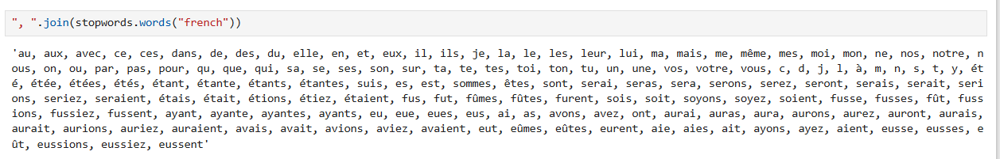 ", ".join(stopwords.words("french"))
'au, aux, avec, ce, ces, dans, de, des, du, elle, en, et, eux, il, ils, je, la, le, les, leur, lui, ma, mais, me, même, mes, moi, mon, ne, nos, notre, n
ous, on, ou, par, pas, pour, qu, que, qui, sa, se, ses, son, sur, ta, te, tes, toi, ton, tu, un, une, vos, votre, vous, c, d, j, l, à, m, n, s, t, y, ét
é, étée, étées, étés, étant, étante, étants, étantes, suis, es, est, sommes, êtes, sont, serai, seras, sera, serons, serez, seront, serais, serait, seri
ons, seriez, seraient, étais, était, étions, étiez, étaient, fus, fut, fûmes, fûtes, furent, sois, soit, soyons, soyez, soient, fusse, fusses, fût, fuss
ions, fussiez, fussent, ayant, ayante, ayantes, ayants, eu, eue, eues, eus, ai, as, avons, avez, ont, aurai, auras, aura, aurons, aurez, auront, aurais,
aurait, aurions, auriez, auraient, avais, avait, avions, aviez, avaient, eut, eûmes, eûtes, eurent, aie, aies, ait, ayons, ayez, aient, eusse, eusses, e
ût, eussions, eussiez, eussent'